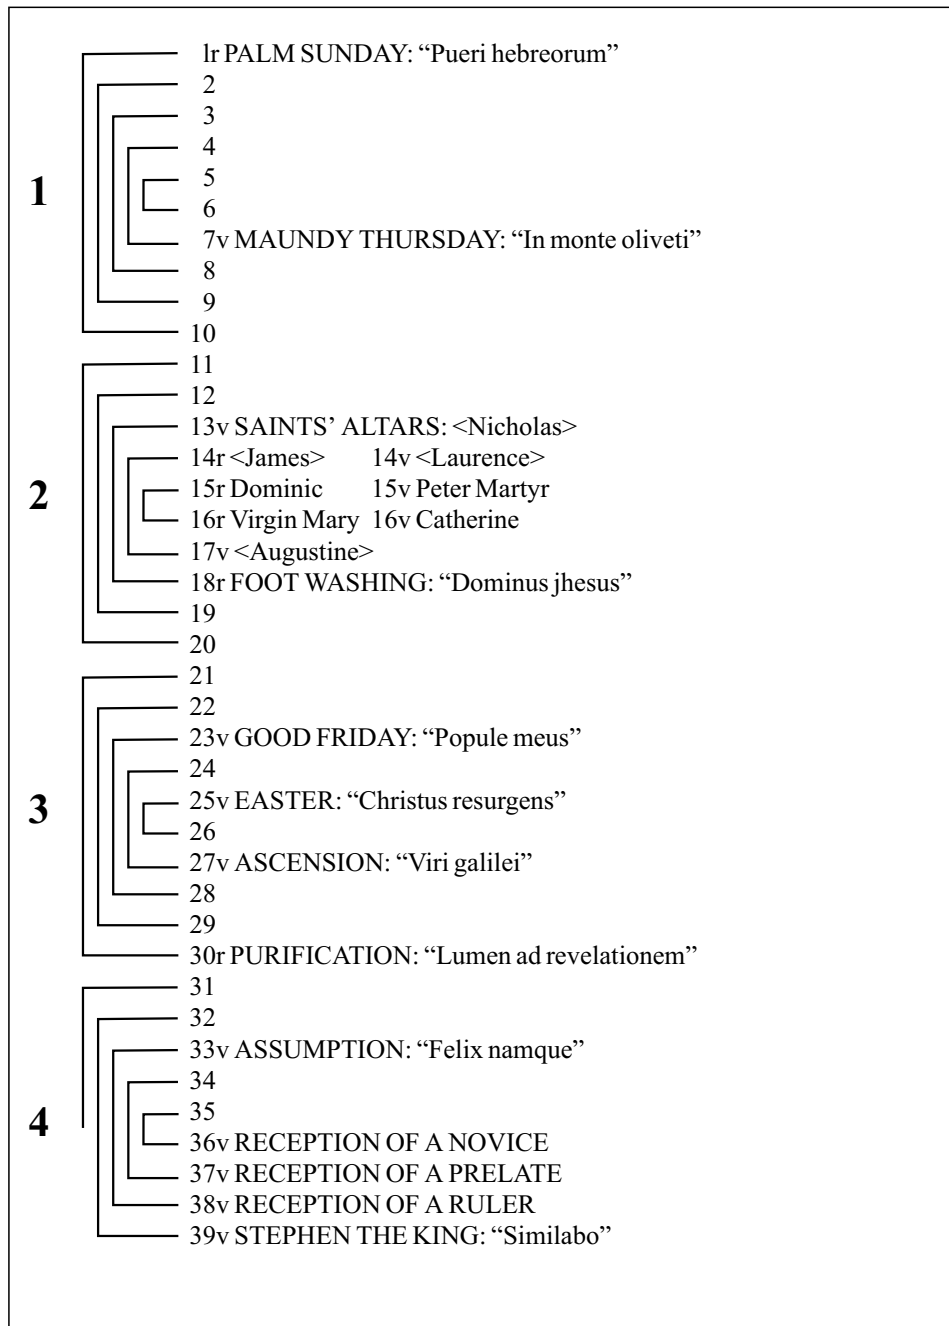 1r PALM SUNDAY: “Pueri hebreorum”
2
3
4
1
5
6
7v MAUNDY THURSDAY: “In monte oliveti”
8
9
10
11
12
13v SAINTS’ ALTARS: <Nicholas>
14r <James> 14v <Laurence>
2
15r Dominic 15v Peter Martyr
16r Virgin Mary 16v Catherine
17v <Augustine>
18r FOOT WASHING: “Dominus jhesus”
19
20
21
22
23v GOOD FRIDAY: “Popule meus”
24
3
25v EASTER: “Christus resurgens”
26
27v ASCENSION: “Viri galilei”
28
29
30r PURIFICATION: “Lumen ad revelationem”
31
32
33v ASSUMPTION: “Felix namque”
34
35
4
36v RECEPTION OF A NOVICE
37v RECEPTION OF A PRELATE
38v RECEPTION OF A RULER
39v STEPHEN THE KING: “Similabo”